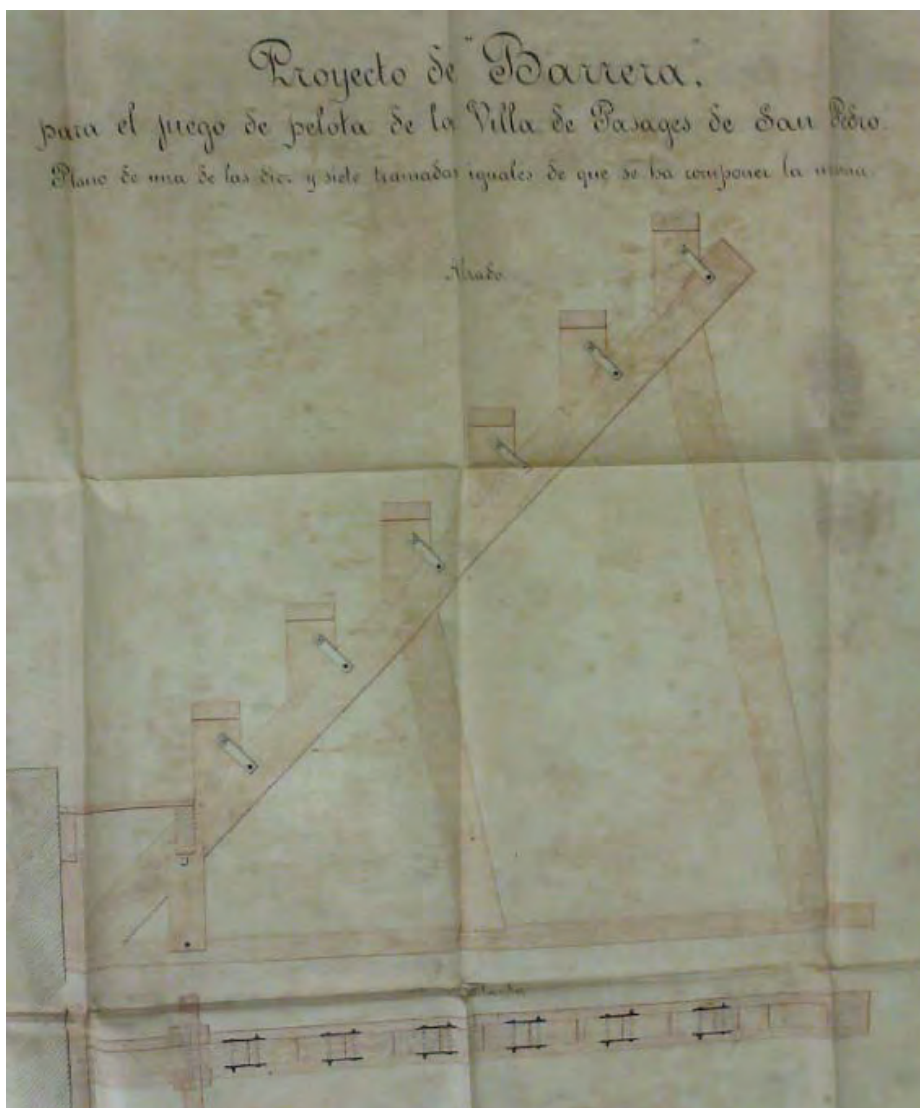 Proyecto de "Barrera".
para el juego de pelota de la Villa de Pasages de San Pedro.
Plano de una de las diez y siete tramadas iguales de que se ha componer la misma.
Alzado.
Planta